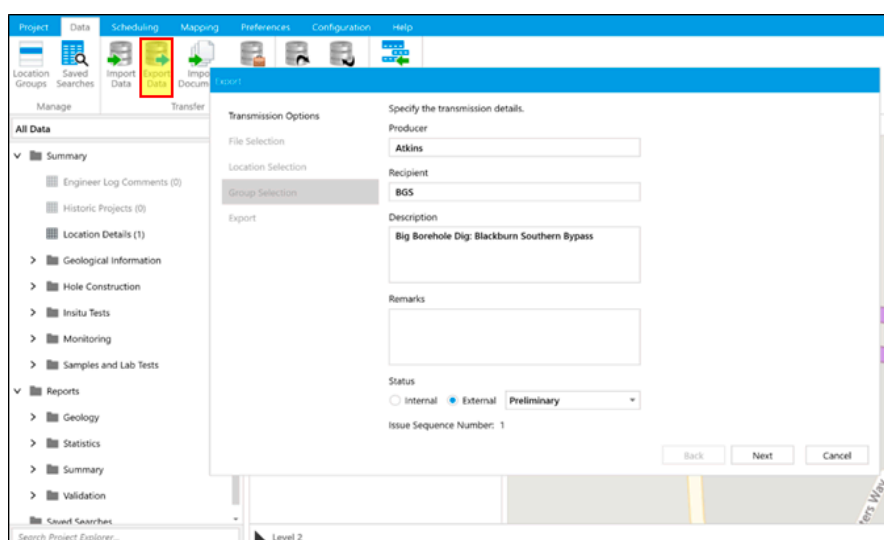 Project Data Scheduling Mapping Preferences Configuration Help
Location Groups
Saved Searches
Import Data
Export Data
Impo
Docum
Manage
Transfer
All Data
Summary
Engineer Log Comments (0)
Historic Projects (0)
Location Details (1)
Geological Information
Hole Construction
Insitu Tests
Monitoring
Samples and Lab Tests
Reports
Geology
Statistics
Summary
Validation
Saved Searches
Search Project Explorer...
Export
Transmission Options
File Selection
Location Selection
Group Selection
Export
Specify the transmission details.
Producer
Atkins
Recipient
BGS
Description
Big Borehole Dig: Blackburn Southern Bypass
Remarks
Status
Internal External Preliminary
Issue Sequence Number: 1
Back Next Cancel
Level 2
ers Way